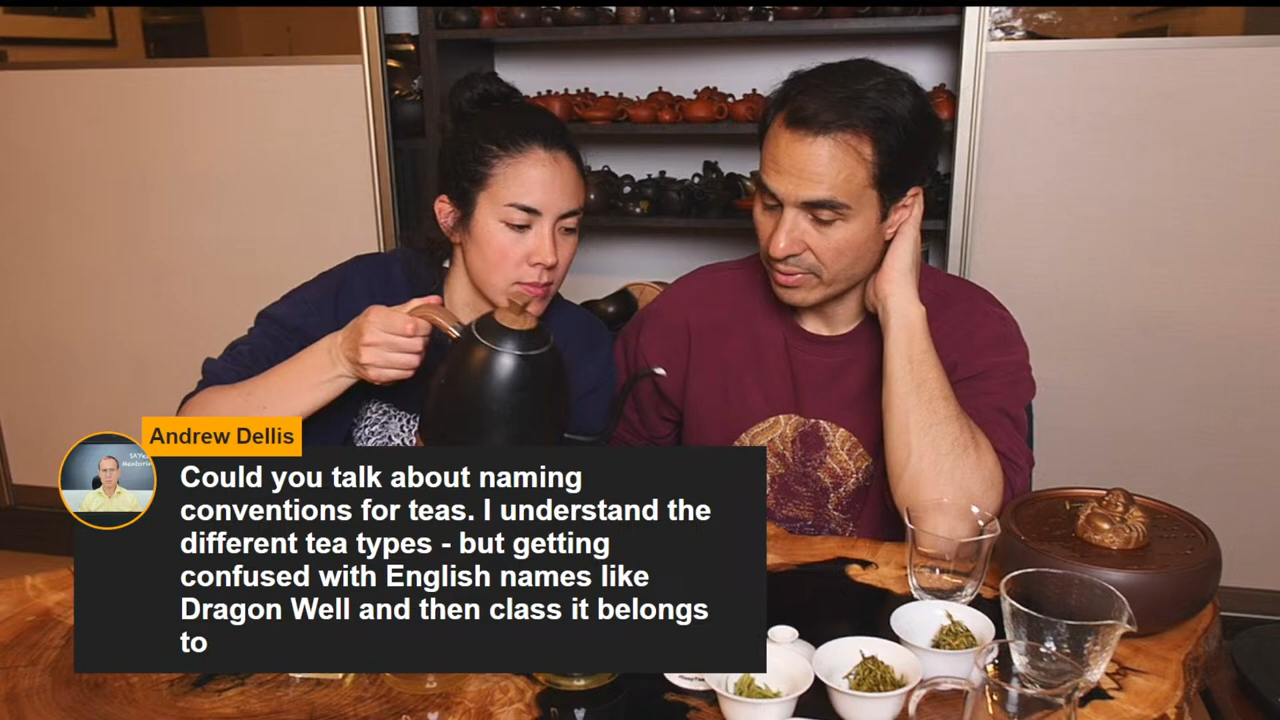 Andrew Dellis
Could you talk about naming
conventions for teas. I understand the
different tea types - but getting
confused with English names like
Dragon Well and then class it belongs
to